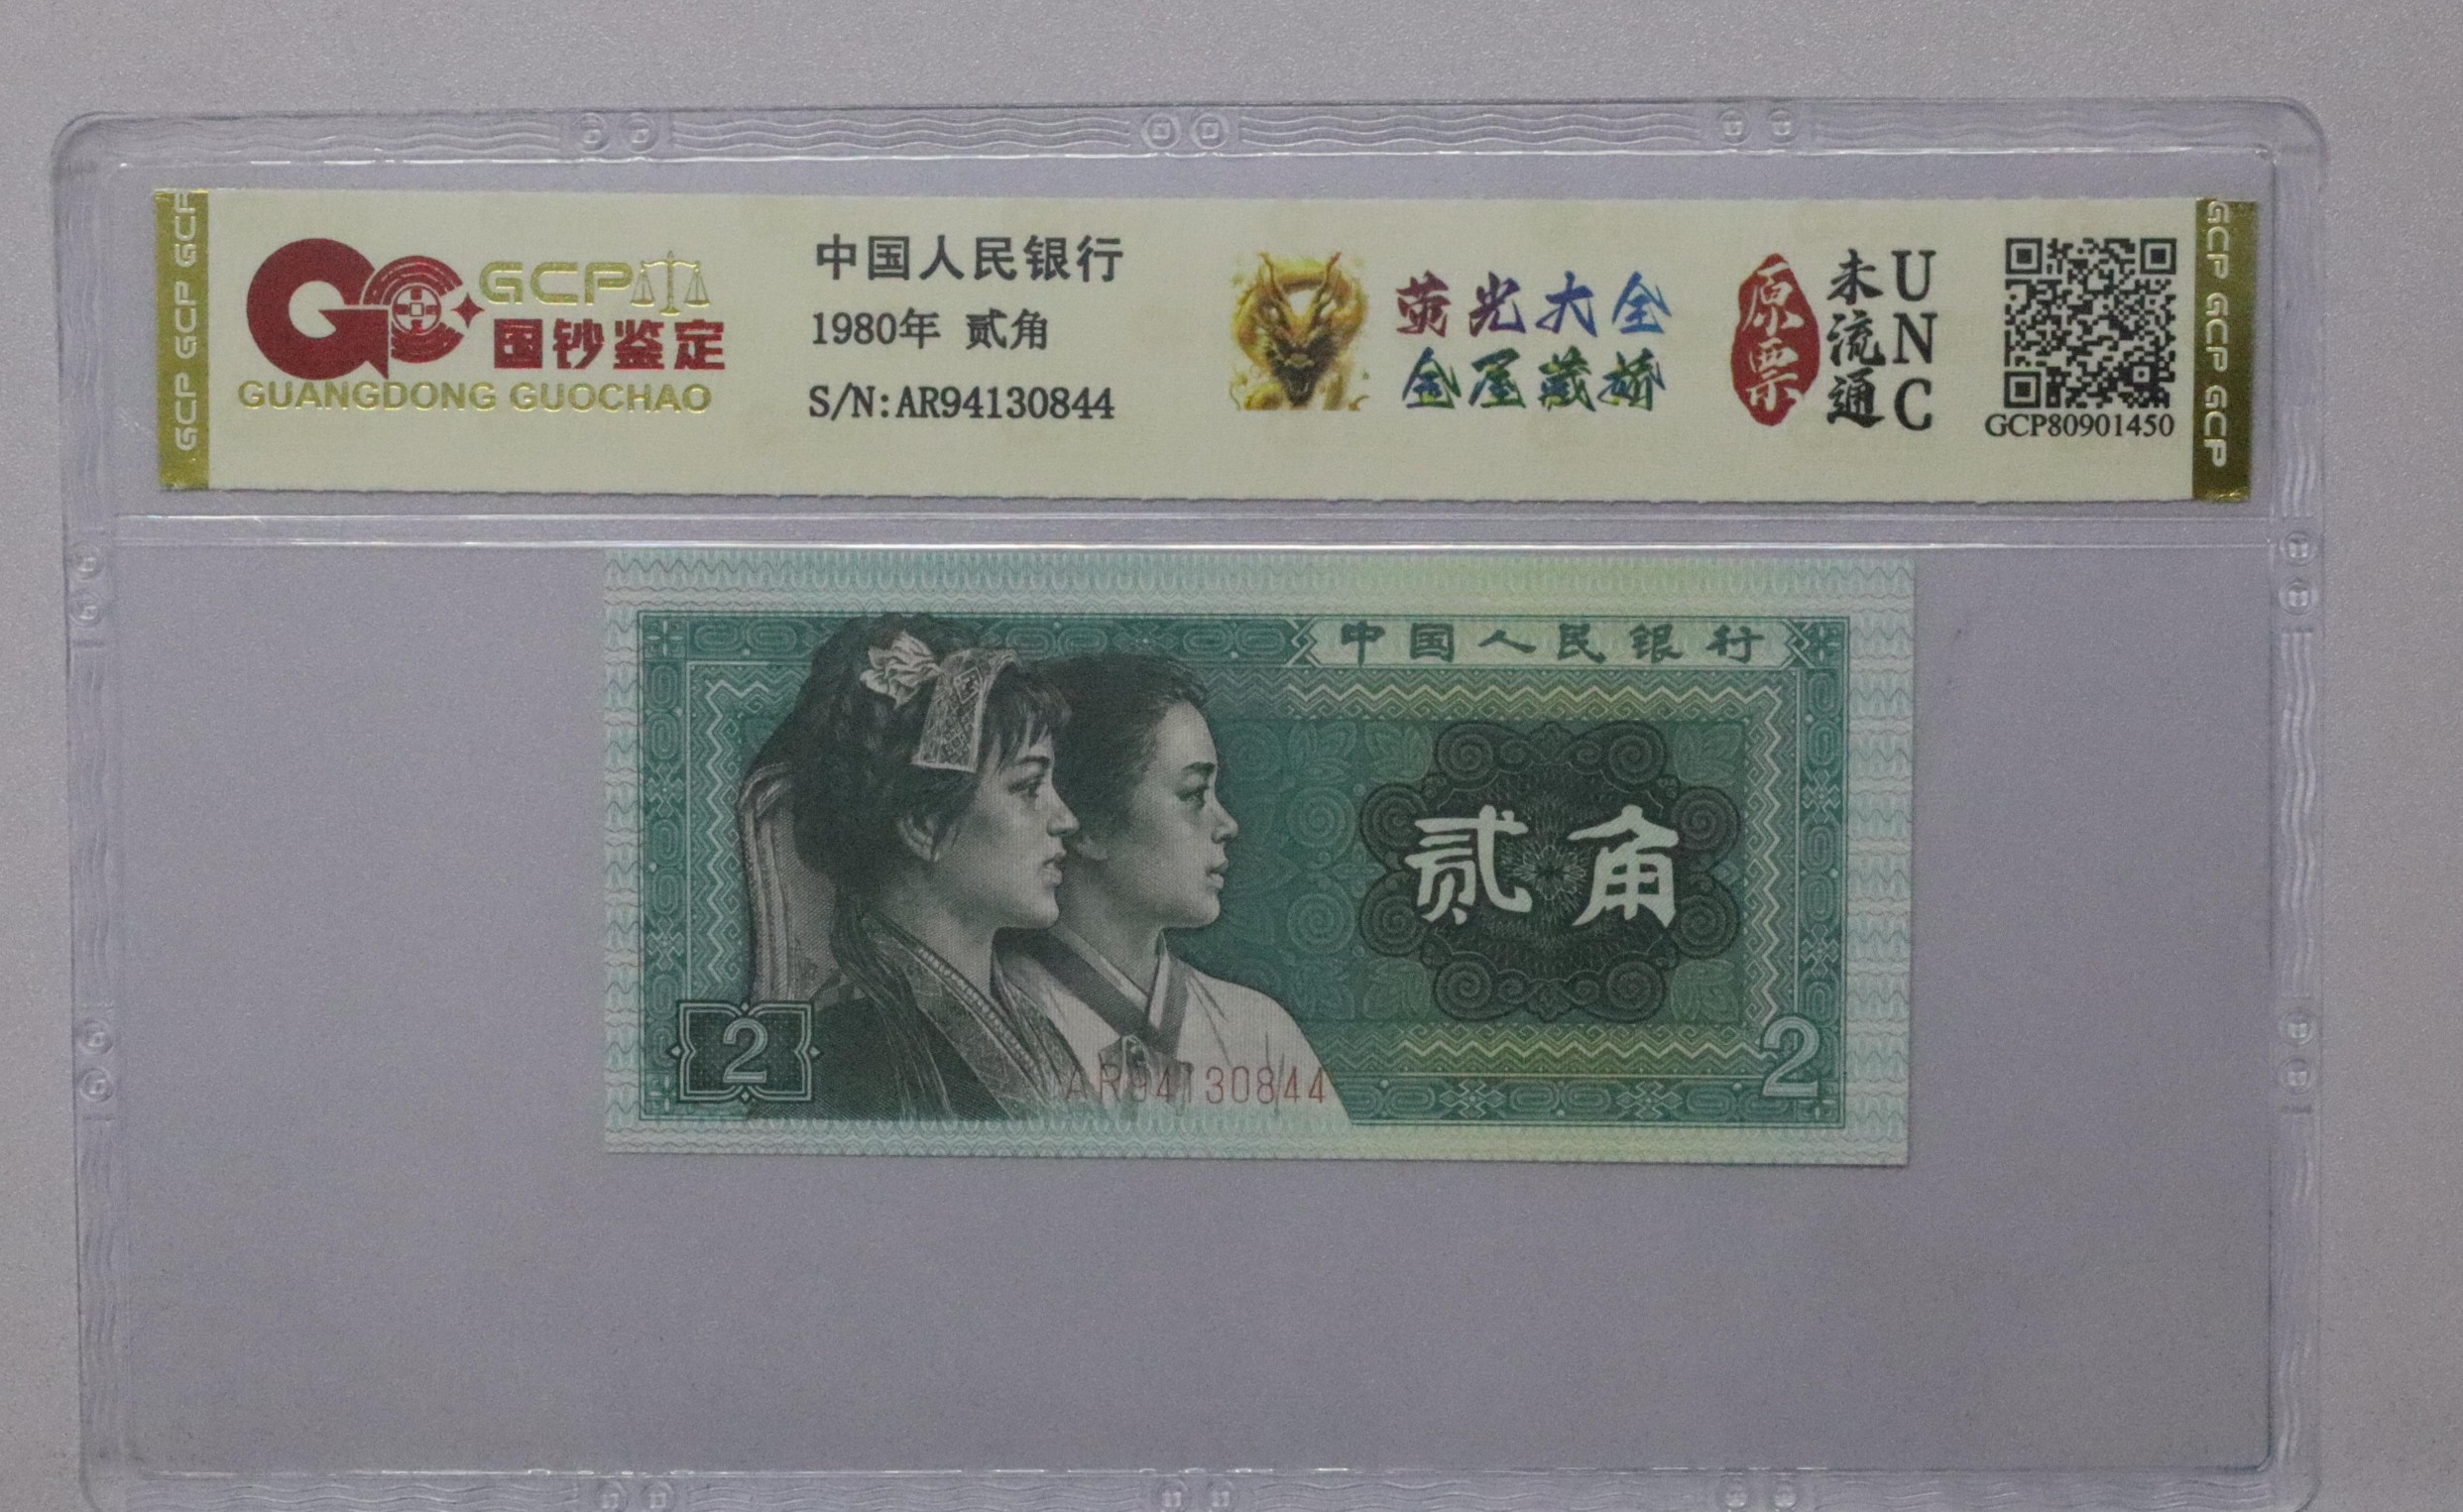 GCP GCP GCP
GCP
国钞鉴定
GUANGDONG GUOCHAO
中国人民银行
1980年 贰角
S/N:AR94130844
荧光大全
金屋藏娇
原票
未流通
UNC
GCP80901450
GCP GCP GCP
中国人民银行
贰角
2
AR94130844
2